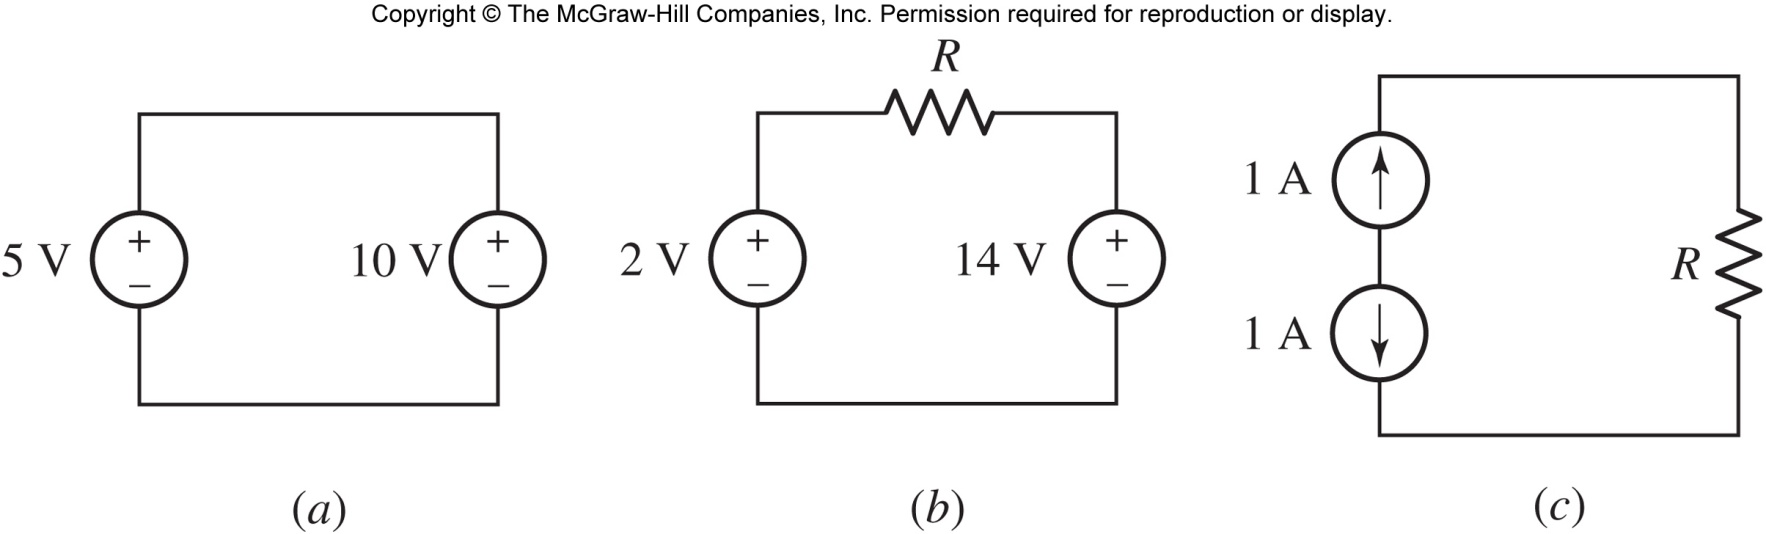 Copyright © The McGraw-Hill Companies, Inc. Permission required for reproduction or display.
5 V
+
−
10 V
+
−
(a)
R
2 V
+
−
14 V
+
−
(b)
1 A
1 A
R
(c)